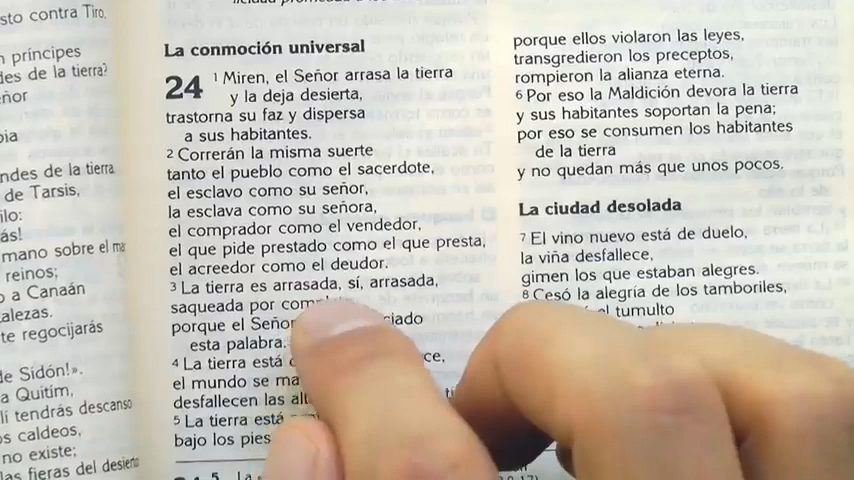 sto contra Tiro.
príncipes
des de la tierra?
ñor
ndes de la tierra
de Tarsis,
ilo:
ás!
mano sobre el
reinos;
o a Canaán
alezas.
te regocijarás
de Sidón!».
a Quitim,
lí tendrás descanso
os caldeos,
no existe;
las fieras del desierto
La conmoción universal
24 1 Miren, el Señor arrasa la tierra
y la deja desierta,
trastorna su faz y dispersa
a sus habitantes.
2 Correrán la misma suerte
tanto el pueblo como el sacerdote,
el esclavo como su señor,
la esclava como su señora,
el comprador como el vendedor,
el que pide prestado como el que presta,
el acreedor como el deudor.
3 La tierra es arrasada, sí, arrasada,
saqueada por
porque el Señor ciado
esta palabra.
4 La tierra está ce,
el mundo se ma
desfallecen las
5 La tierra está
bajo los pies
porque ellos violaron las leyes,
transgredieron los preceptos,
rompieron la alianza eterna.
6 Por eso la Maldición devora la tierra
y sus habitantes soportan la pena;
por eso se consumen los habitantes
de la tierra
y no quedan más que unos pocos.
La ciudad desolada
7 El vino nuevo está de duelo,
la viña desfallece,
gimen los que estaban alegres.
8 Cesó la alegría de los tamboriles,
el tumulto